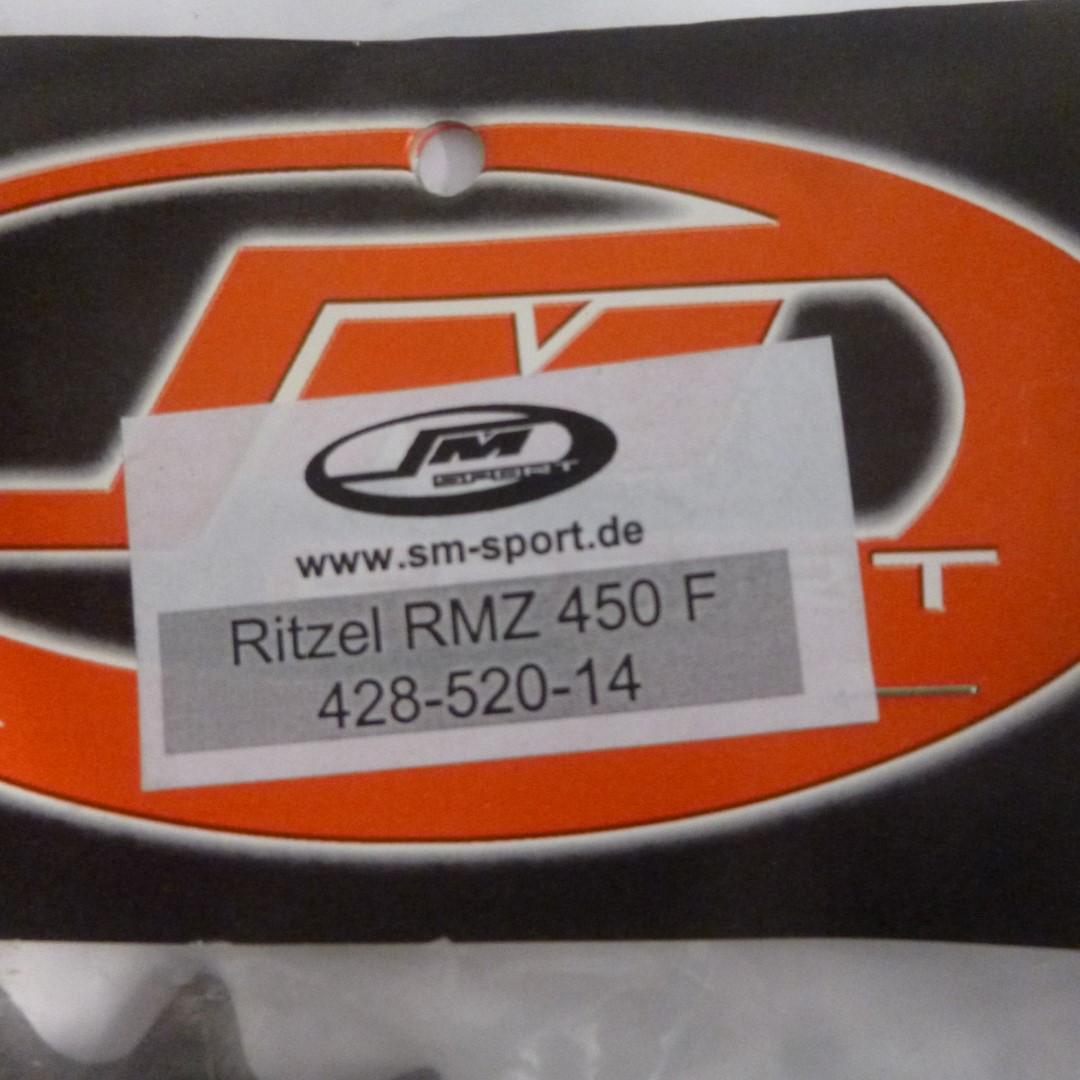 SM
SPORT
www.sm-sport.de
Ritzel RMZ 450 F
428-520-14
T